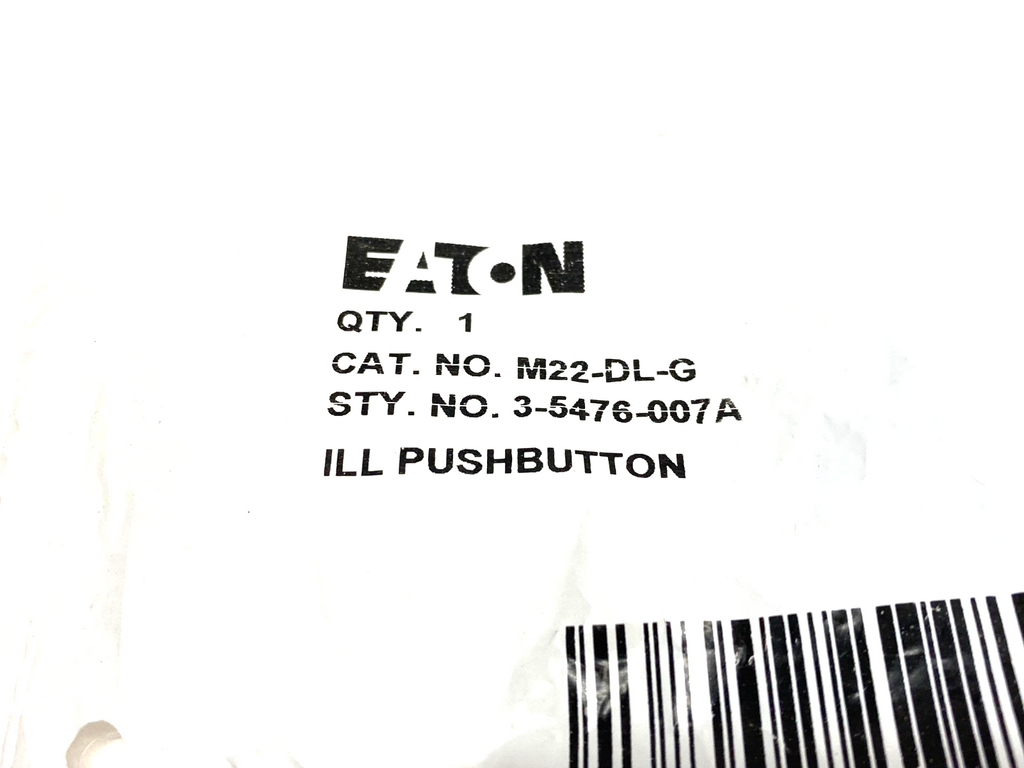 EATON
QTY. 1
CAT. NO. M22-DL-G
STY. NO. 3-5476-007A
ILL PUSHBUTTON